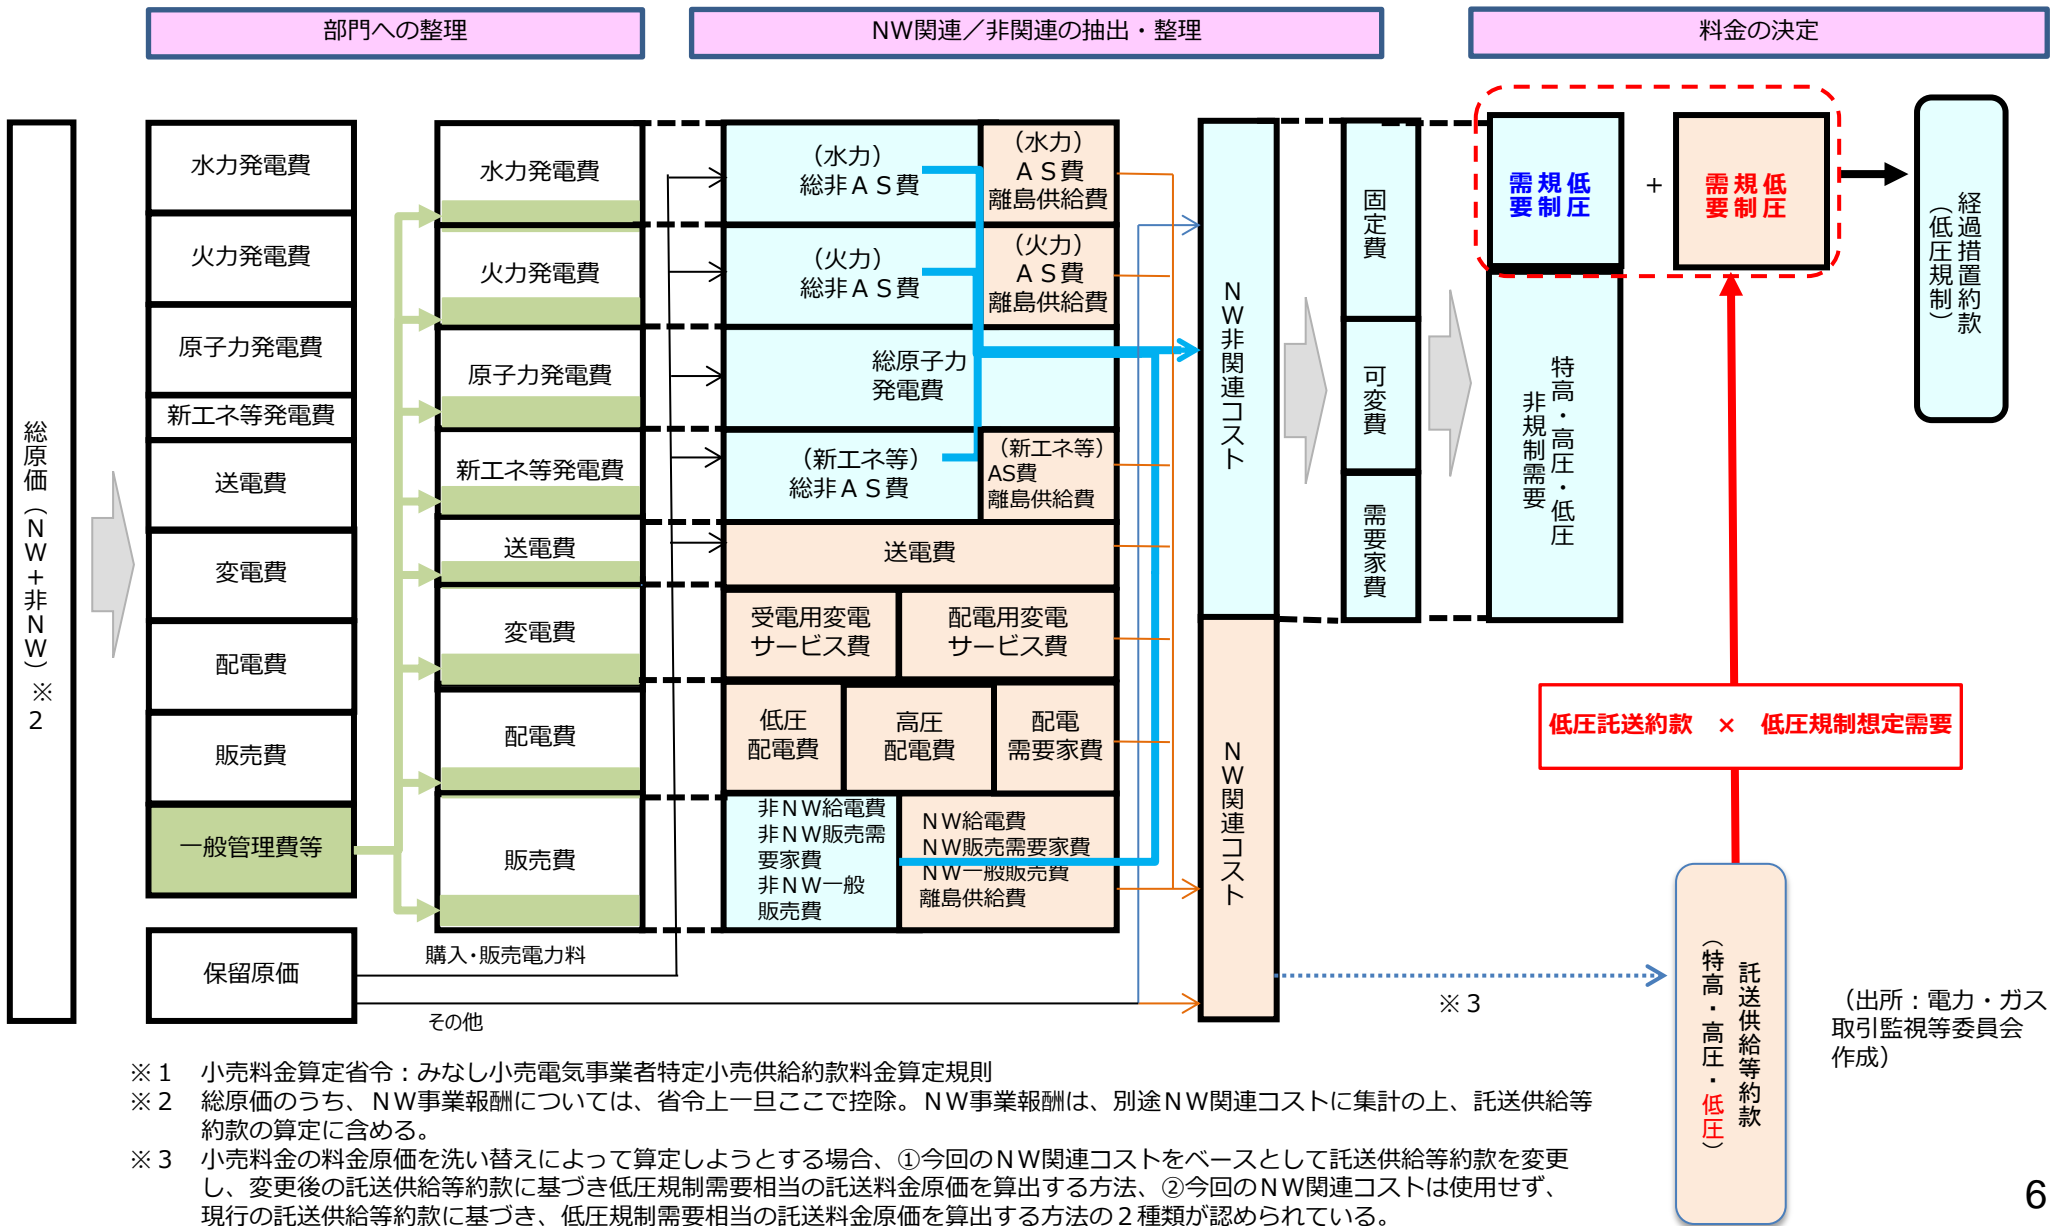 部門への整理
NW関連／非関連の抽出・整理
料金の決定
総原価（ＮＷ＋非ＮＷ）※２
水力発電費
火力発電費
原子力発電費
新エネ等発電費
送電費
変電費
配電費
販売費
一般管理費等
保留原価
水力発電費
火力発電費
原子力発電費
新エネ等発電費
送電費
変電費
配電費
販売費
購入・販売電力料
その他
（水力）
総非ＡＳ費
（水力）
ＡＳ費
離島供給費
（火力）
総非ＡＳ費
（火力）
ＡＳ費
離島供給費
総原子力
発電費
（新エネ等）
総非ＡＳ費
（新エネ等）
AS費
離島供給費
送電費
受電用変電
サービス費
配電用変電
サービス費
低圧
配電費
高圧
配電費
配電
需要家費
非ＮＷ給電費
非ＮＷ販売需
要家費
非ＮＷ一般
販売費
ＮＷ給電費
ＮＷ販売需要家費
ＮＷ一般販売費
離島供給費
ＮＷ非関連コスト
ＮＷ関連コスト
固定費
可変費
需要家費
低圧
規制
需要
＋
低圧
規制
需要
特高・高圧・低圧
非規制需要
経過措置約款
（低圧規制）
低圧託送約款　×　低圧規制想定需要
託送供給等約款
（特高・高圧・低圧）
※３
（出所：電力・ガス
取引監視等委員会
作成）
※１　小売料金算定省令：みなし小売電気事業者特定小売供給約款料金算定規則
※２　総原価のうち、ＮＷ事業報酬については、省令上一旦ここで控除。ＮＷ事業報酬は、別途ＮＷ関連コストに集計の上、託送供給等
約款の算定に含める。
※３　小売料金の料金原価を洗い替えによって算定しようとする場合、①今回のＮＷ関連コストをベースとして託送供給等約款を変更
し、変更後の託送供給等約款に基づき低圧規制需要相当の託送料金原価を算出する方法、②今回のＮＷ関連コストは使用せず、
現行の託送供給等約款に基づき、低圧規制需要相当の託送料金原価を算出する方法の２種類が認められている。
6